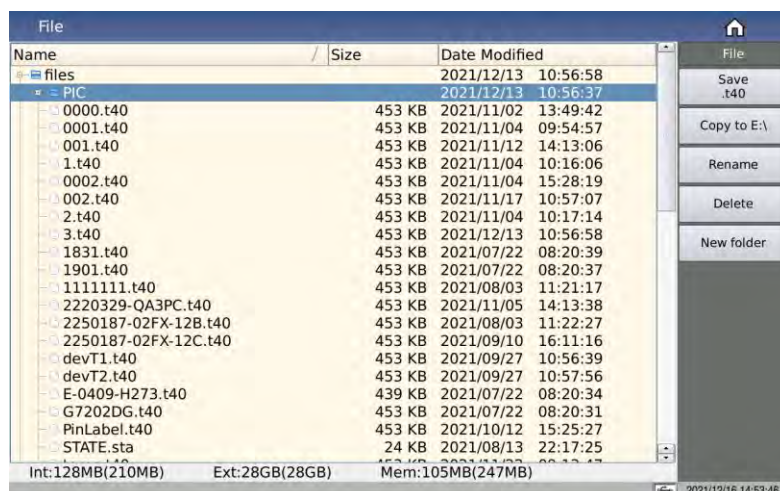 File
Name / Size Date Modified
files 2021/12/13 10:56:58
PIC 2021/12/13 10:56:37
0000.t40 453 KB 2021/11/02 13:49:42
0001.t40 453 KB 2021/11/04 09:54:57
001.t40 453 KB 2021/11/12 14:13:06
1.t40 453 KB 2021/11/04 10:16:06
0002.t40 453 KB 2021/11/04 15:28:19
002.t40 453 KB 2021/11/17 10:57:07
2.t40 453 KB 2021/11/04 10:17:14
3.t40 453 KB 2021/12/13 10:56:58
1831.t40 453 KB 2021/07/22 08:20:39
1901.t40 453 KB 2021/07/22 08:20:37
1111111.t40 453 KB 2021/08/03 11:21:17
2220329-QA3PC.t40 453 KB 2021/11/05 14:13:38
2250187-02FX-12B.t40 453 KB 2021/08/03 11:22:27
2250187-02FX-12C.t40 453 KB 2021/09/10 16:11:16
devT1.t40 453 KB 2021/09/27 10:56:39
devT2.t40 453 KB 2021/09/27 10:57:56
E-0409-H273.t40 439 KB 2021/07/22 08:20:34
G7202DG.t40 453 KB 2021/07/22 08:20:31
PinLabel.t40 453 KB 2021/10/12 15:25:27
STATE.sta 24 KB 2021/08/13 22:17:25
Int:128MB(210MB) Ext:28GB(28GB) Mem:105MB(247MB)
File
Save
.t40
Copy to E:\
Rename
Delete
New folder
2021/12/16 14:53:46